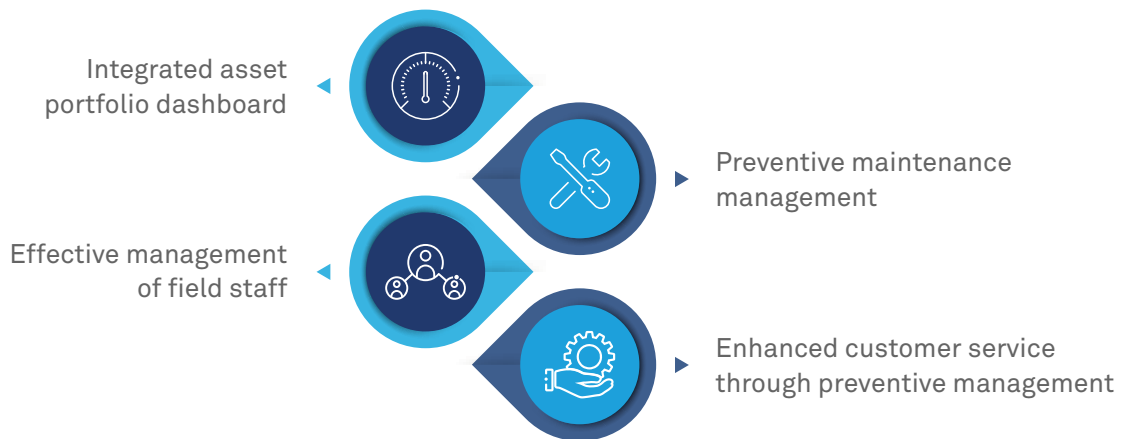 Integrated asset
portfolio dashboard
Preventive maintenance
management
Effective management
of field staff
Enhanced customer service
through preventive management